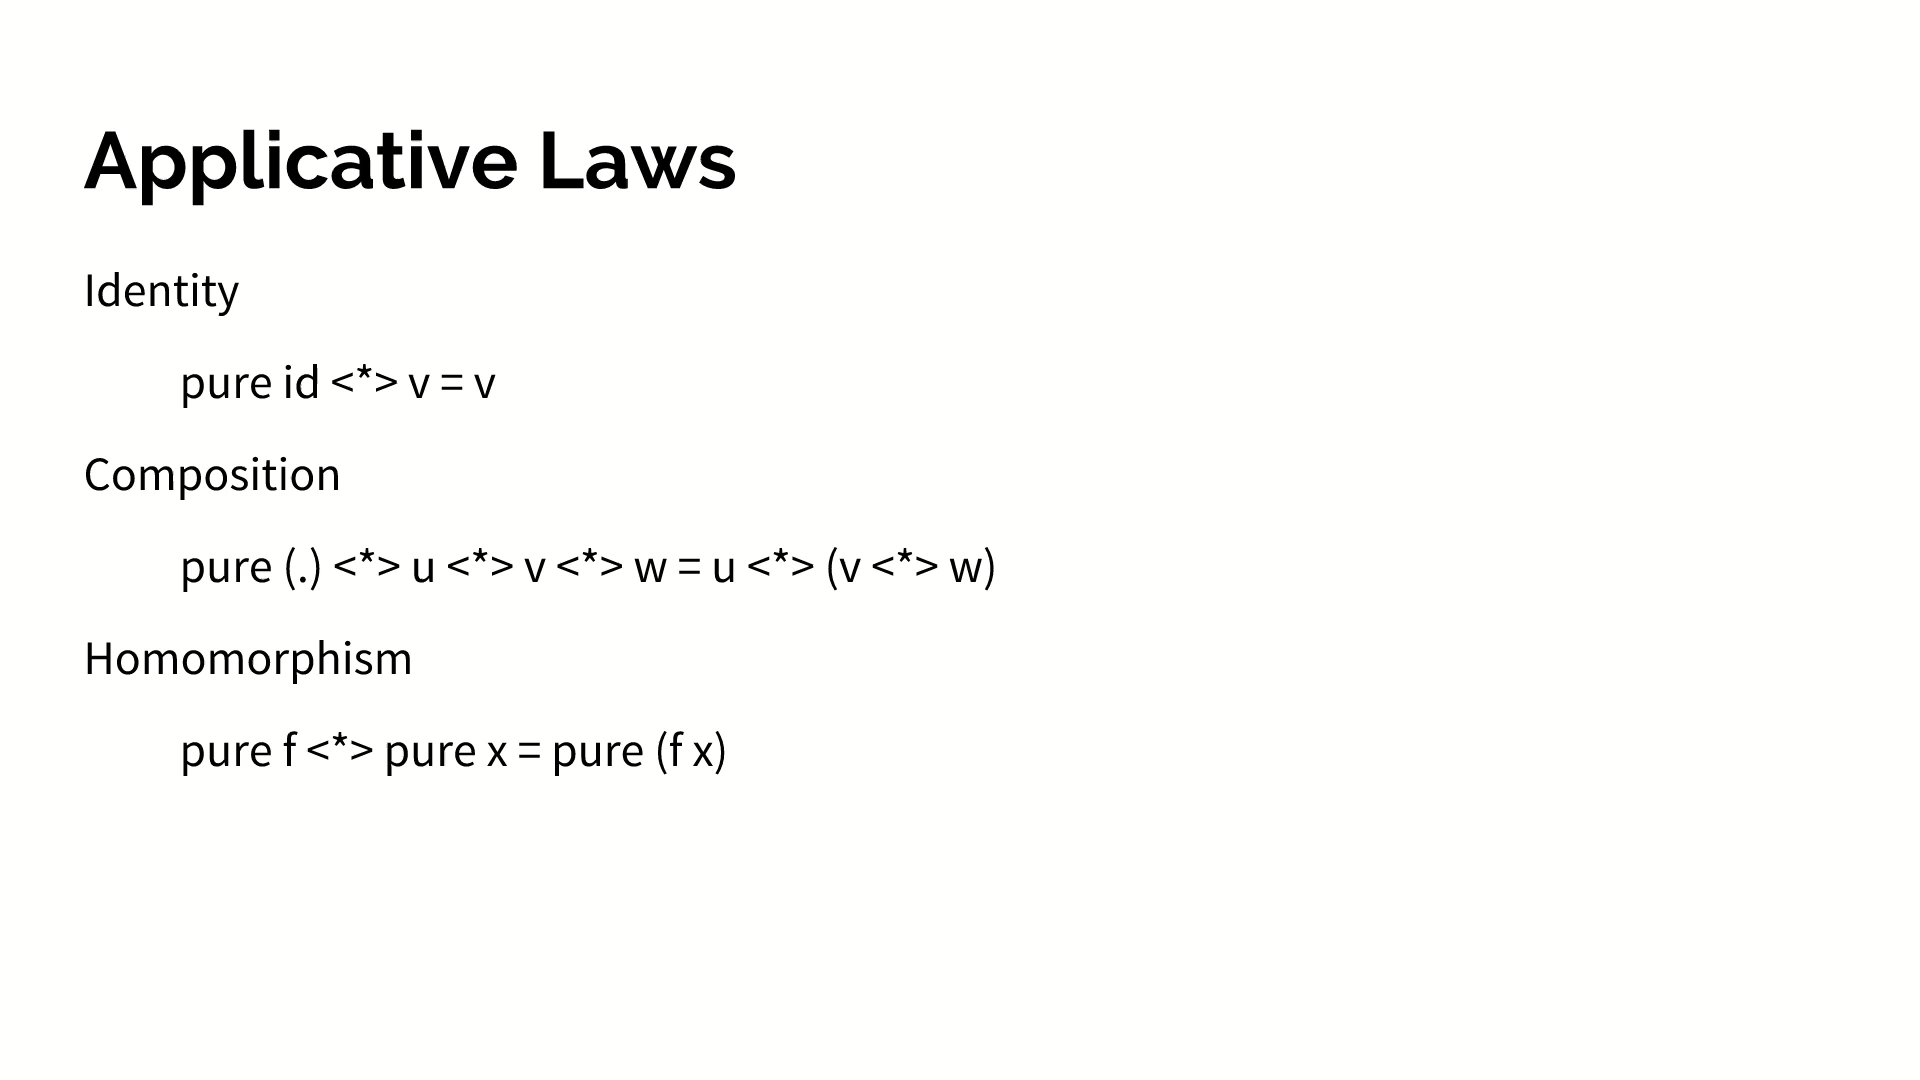 Applicative Laws
Identity
pure id <*> v = v
Composition
pure (.) <*> u <*> v <*> w = u <*> (v <*> w)
Homomorphism
pure f <*> pure x = pure (f x)